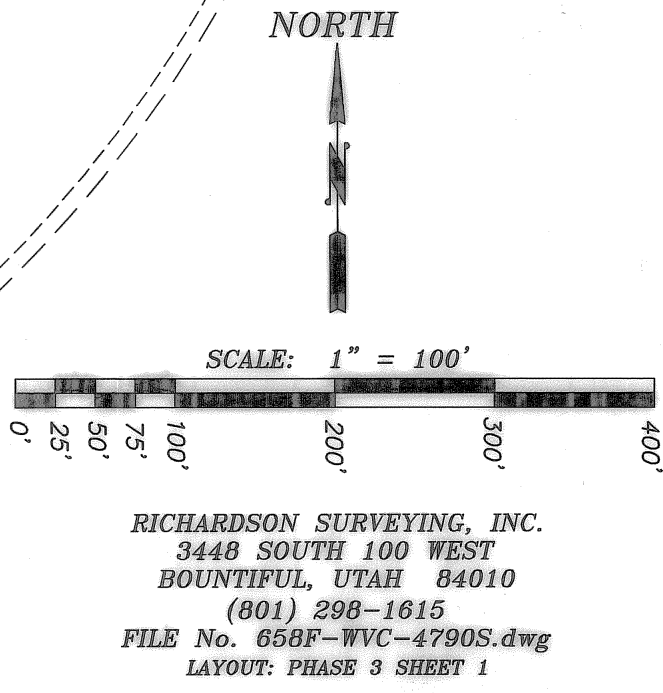 NORTH
N
SCALE: 1" = 100'
0' 25' 50' 75' 100' 200' 300' 400'
RICHARDSON SURVEYING, INC.
3448 SOUTH 100 WEST
BOUNTIFUL, UTAH 84010
(801) 298-1615
FILE No. 658F-WVC-4790S.dwg
LAYOUT: PHASE 3 SHEET 1